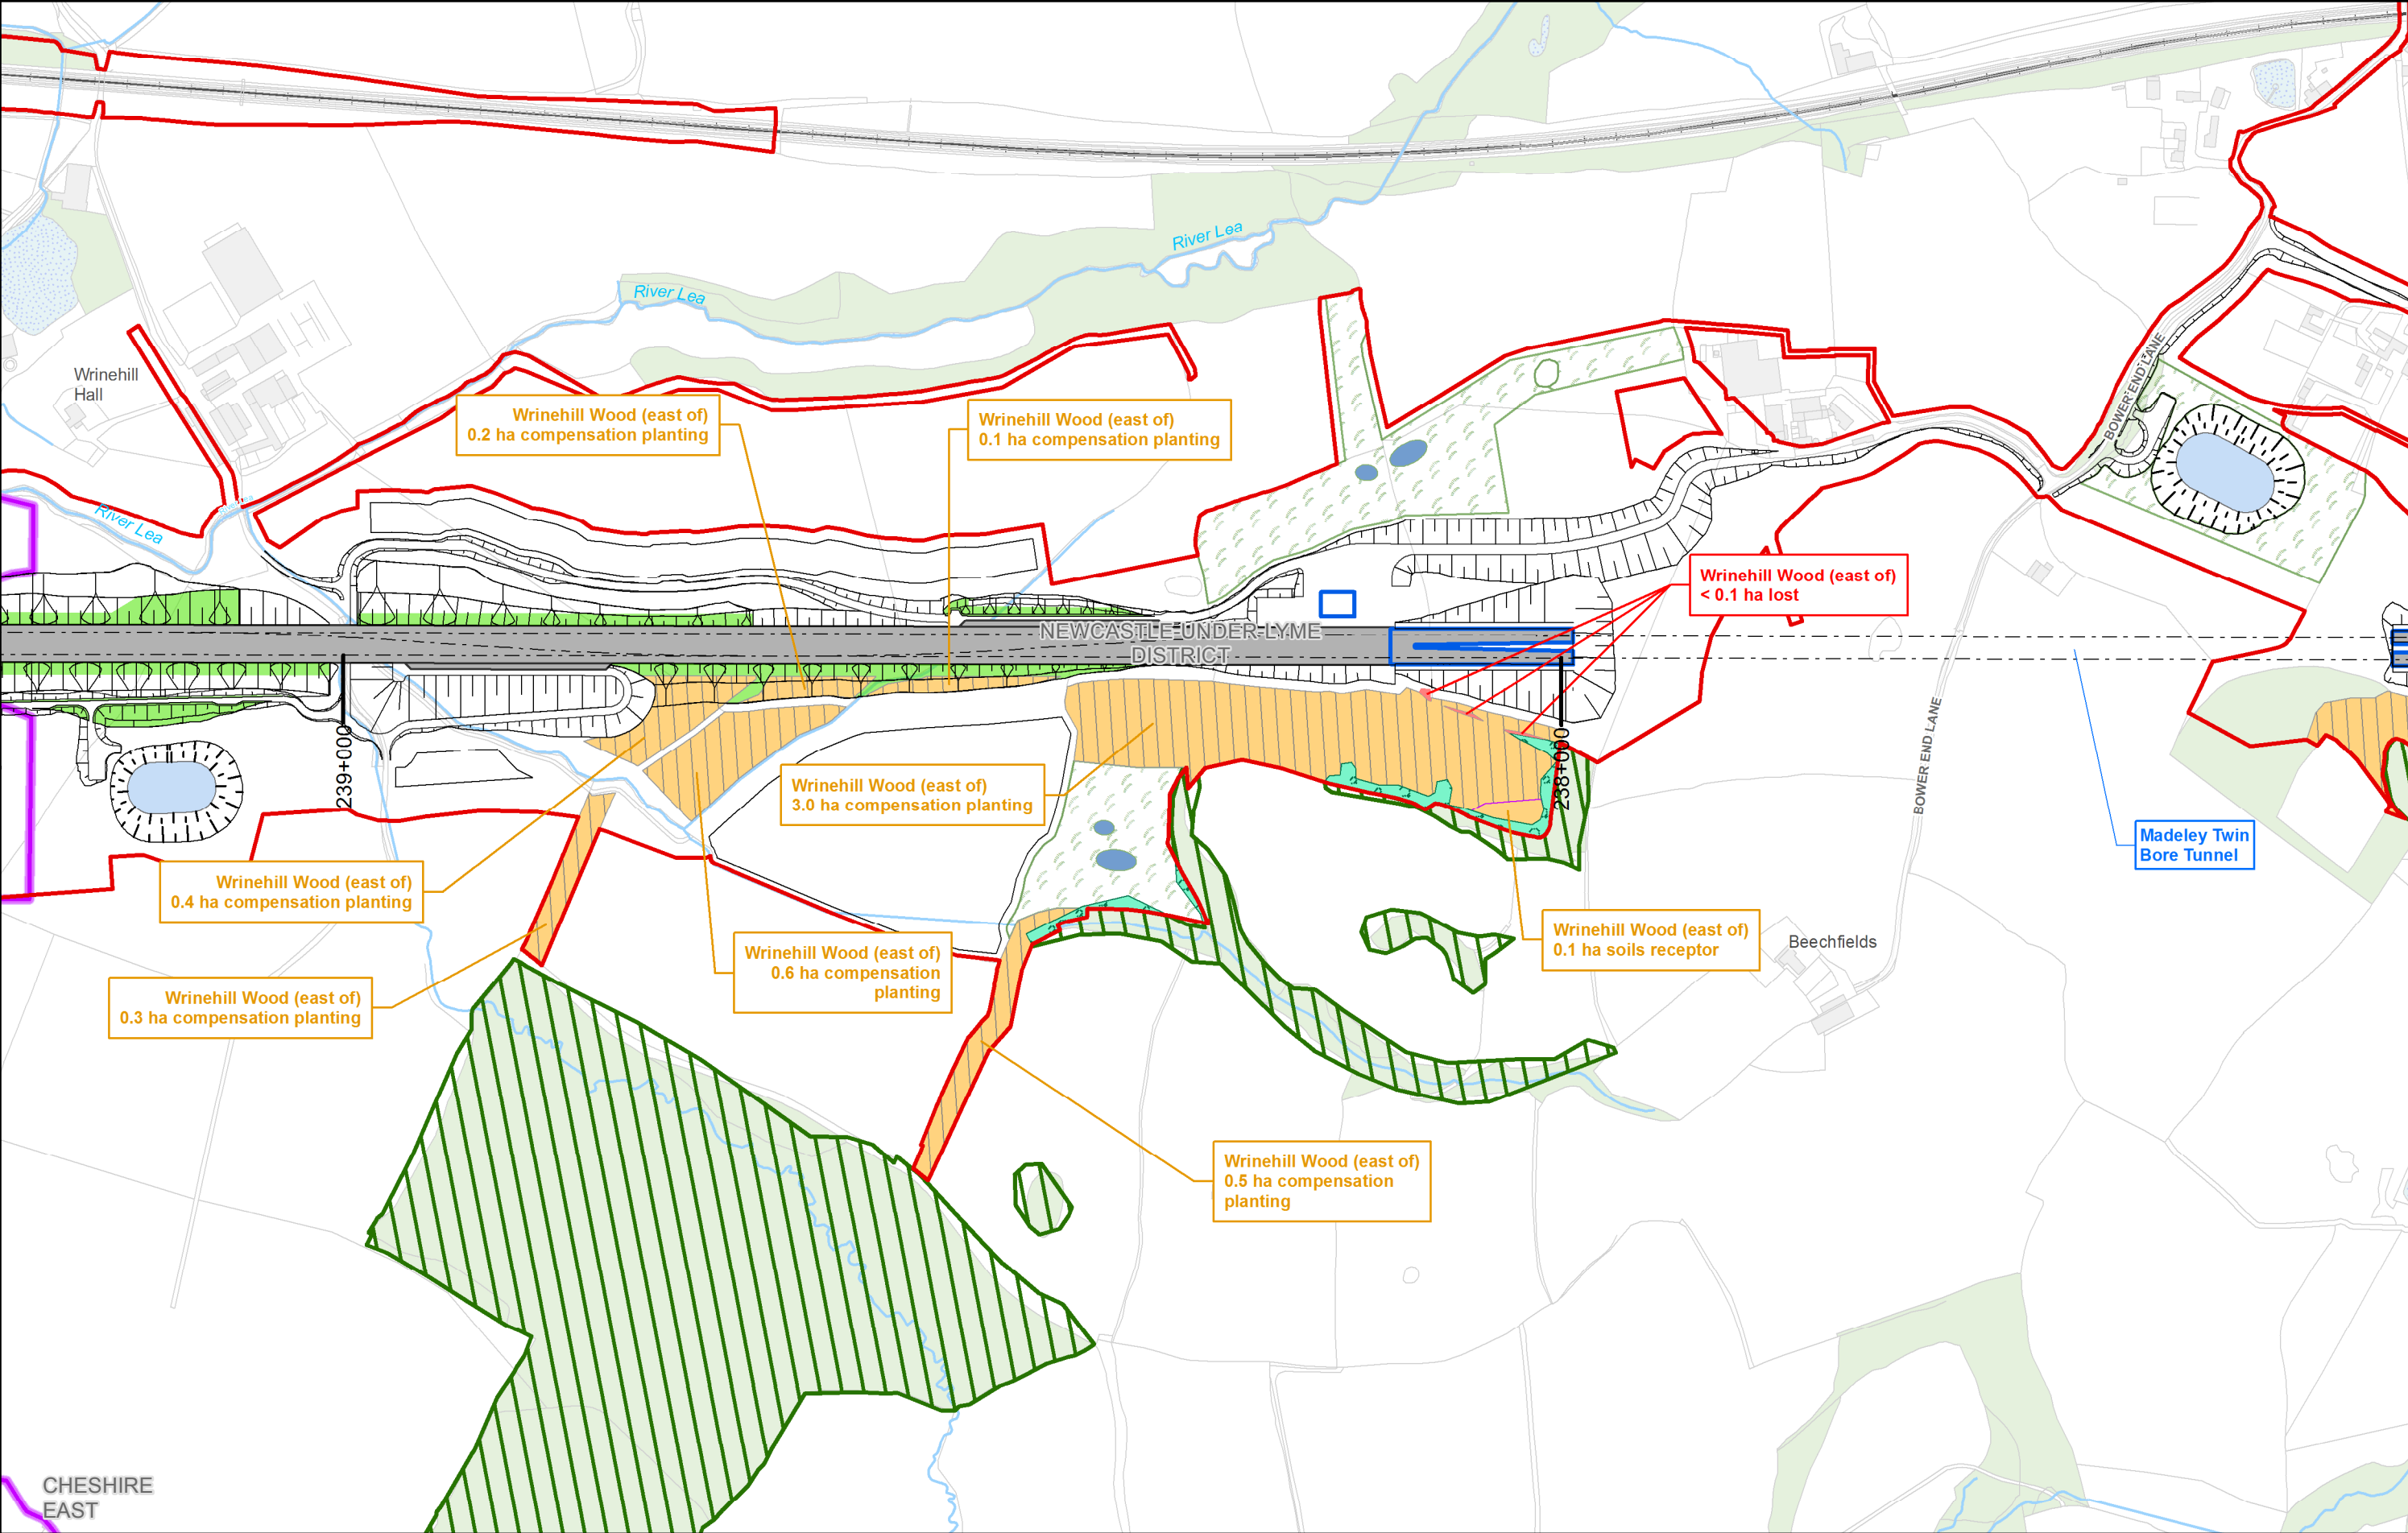 River Lea
River Lea
Wrinehill
Hall
BOWER END LANE
Wrinehill Wood (east of)
0.2 ha compensation planting
Wrinehill Wood (east of)
0.1 ha compensation planting
River Lea
Wrinehill Wood (east of)
< 0.1 ha lost
NEWCASTLE-UNDER-LYME
DISTRICT
239+000
238+000
BOWER END LANE
Wrinehill Wood (east of)
3.0 ha compensation planting
Madeley Twin
Bore Tunnel
Wrinehill Wood (east of)
0.4 ha compensation planting
Wrinehill Wood (east of)
0.1 ha soils receptor
Beechfields
Wrinehill Wood (east of)
0.6 ha compensation
planting
Wrinehill Wood (east of)
0.3 ha compensation planting
Wrinehill Wood (east of)
0.5 ha compensation
planting
CHESHIRE
EAST